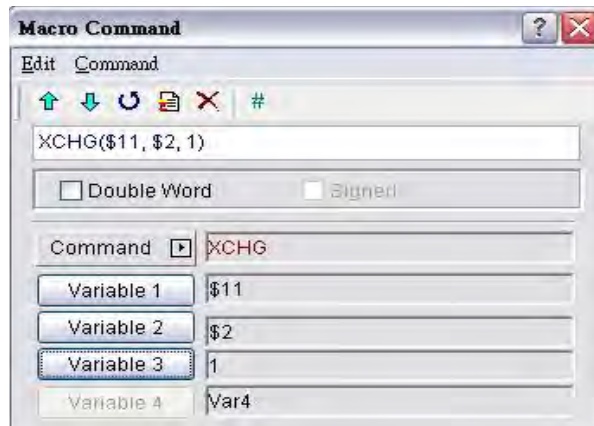 Macro Command
Edit Command
#
XCHG($11, $2, 1)
Double Word Signed
Command XCHG
Variable 1 $11
Variable 2 $2
Variable 3 1
Variable 4 Var4